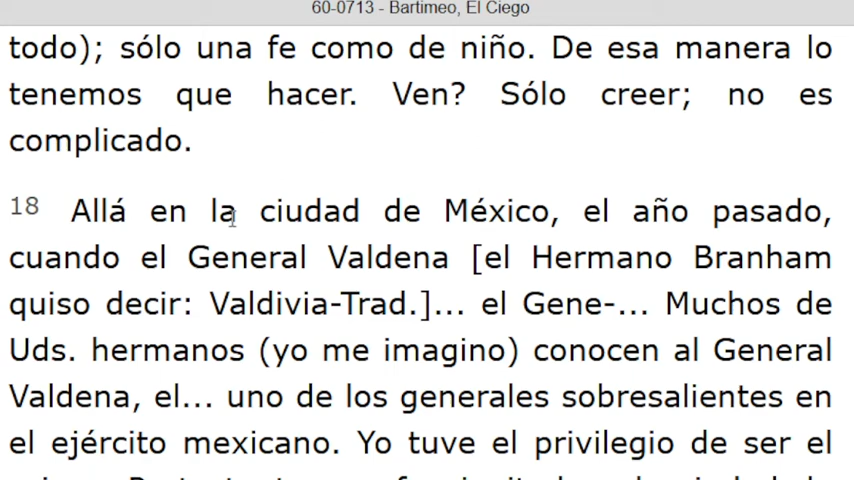 60-0713 - Bartimeo, El Ciego
todo); sólo una fe como de niño. De esa manera lo
tenemos que hacer. Ven? Sólo creer; no es
complicado.
18 Allá en la ciudad de México, el año pasado,
cuando el General Valdena [el Hermano Branham
quiso decir: Valdivia-Trad.]... el Gene-... Muchos de
Uds. hermanos (yo me imagino) conocen al General
Valdena, el... uno de los generales sobresalientes en
el ejército mexicano. Yo tuve el privilegio de ser el